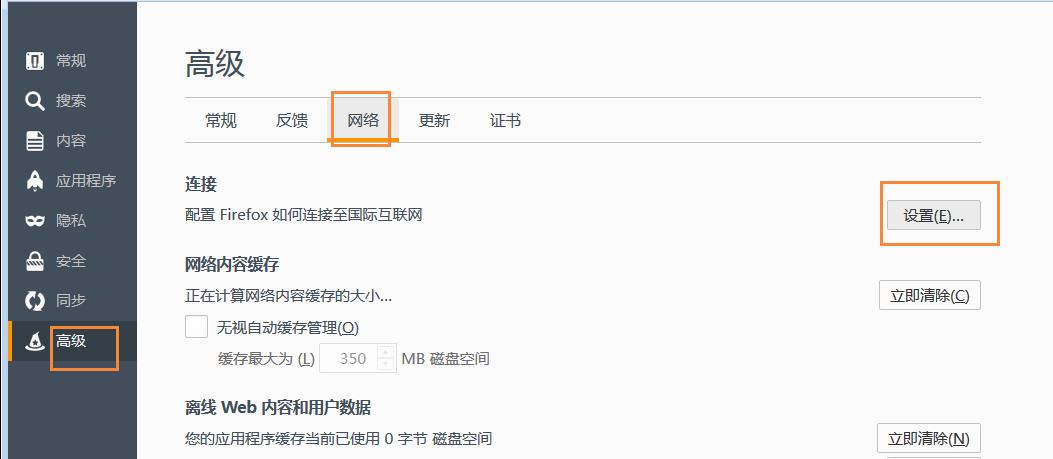 常规
搜索
内容
应用程序
隐私
安全
同步
高级
高级
常规 反馈 网络 更新 证书
连接
配置 Firefox 如何连接至国际互联网 设置(E)...
网络内容缓存
正在计算网络内容缓存的大小... 立即清除(C)
无视自动缓存管理(O)
缓存最大为 (L) 350 MB 磁盘空间
离线 Web 内容和用户数据
您的应用程序缓存当前已使用 0 字节 磁盘空间 立即清除(N)